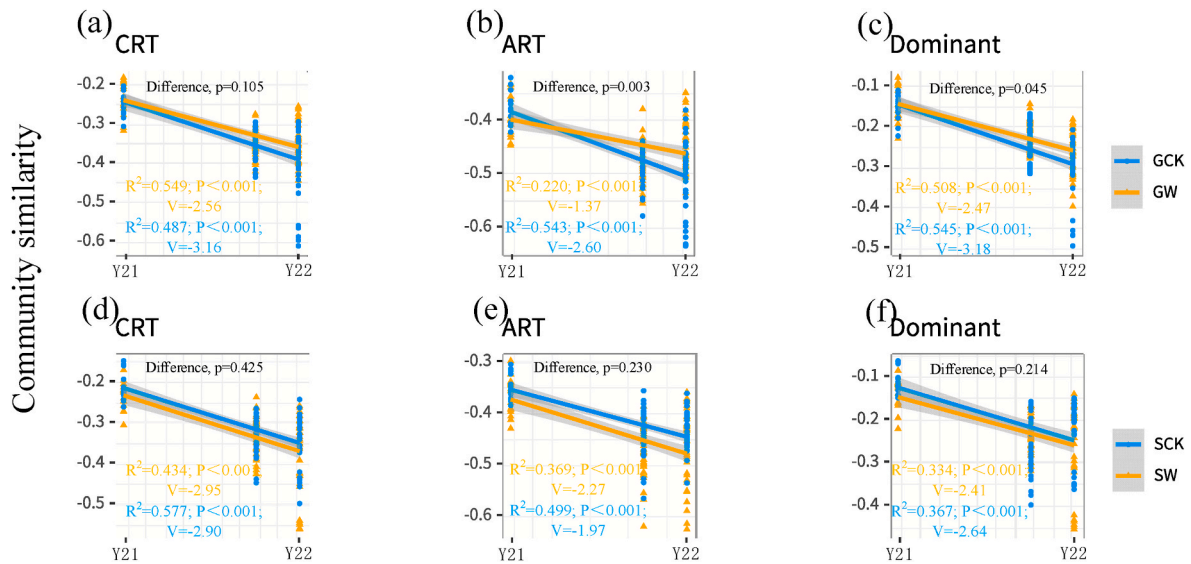 (a)
CRT
Difference, p=0.105
-0.2
-0.3
-0.4
-0.5
-0.6
R²=0.549; P<0.001;
V=-2.56
R²=0.487; P<0.001;
V=-3.16
Y21 Y22
(b)
ART
Difference, p=0.003
-0.4
-0.5
-0.6
R²=0.220; P<0.001;
V=-1.37
R²=0.543; P<0.001;
V=-2.60
Y21 Y22
(c)
Dominant
Difference, p=0.045
-0.1
-0.2
-0.3
-0.4
-0.5
R²=0.508; P<0.001;
V=-2.47
R²=0.545; P<0.001;
V=-3.18
Y21 Y22
GCK
GW
Community similarity
(d)
CRT
Difference, p=0.425
-0.2
-0.3
-0.4
-0.5
R²=0.434; P<0.001;
V=-2.95
R²=0.577; P<0.001;
V=-2.90
Y21 Y22
(e)
ART
Difference, p=0.230
-0.3
-0.4
-0.5
-0.6
R²=0.369; P<0.001;
V=-2.27
R²=0.499; P<0.001;
V=-1.97
Y21 Y22
(f)
Dominant
Difference, p=0.214
-0.1
-0.2
-0.3
-0.4
R²=0.334; P<0.001;
V=-2.41
R²=0.367; P<0.001;
V=-2.64
Y21 Y22
SCK
SW